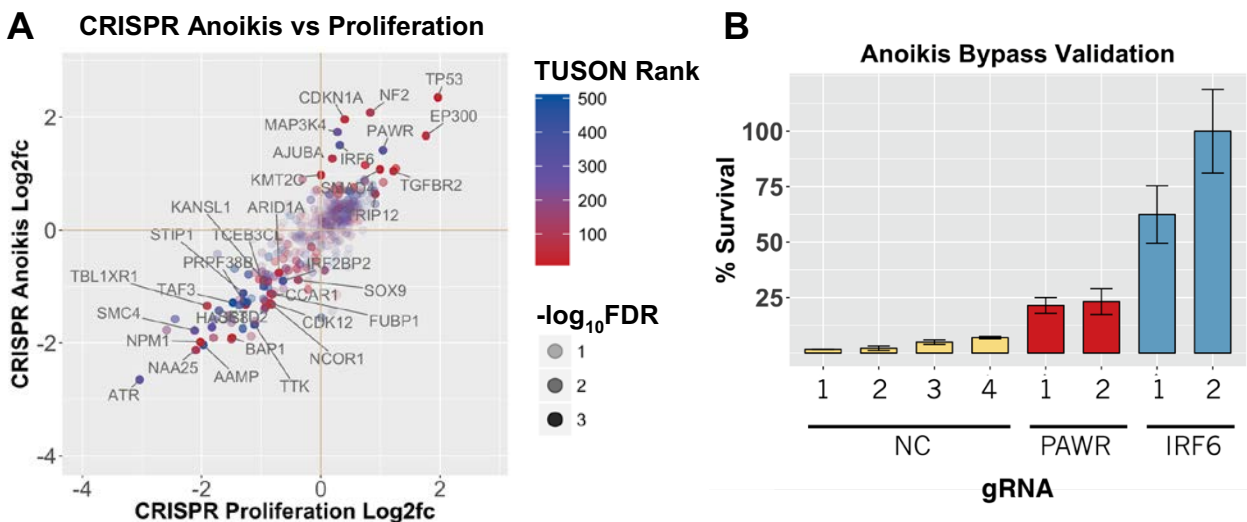 A
CRISPR Anoikis vs Proliferation
CRISPR Anoikis Log2fc
2
0
-2
-4
TP53
CDKN1A
NF2
EP300
MAP3K4
PAWR
AJUBA
IRF6
KMT2C
SMAD4
TGFBR2
KANSL1
ARID1A
TRIP12
STIP1
TCEB3CL
PRPF38B
IRF2BP2
TBL1XR1
TAF3
CCAR1
SOX9
SMC4
CDK12
FUBP1
NPM1
BAP1
NCOR1
NAA25
AAMP
TTK
ATR
-4
-2
0
2
CRISPR Proliferation Log2fc
TUSON Rank
500
400
300
200
100
-log10FDR
1
2
3
B
Anoikis Bypass Validation
% Survival
100
75
50
25
1 2 3 4 1 2 1 2
NC PAWR IRF6
gRNA